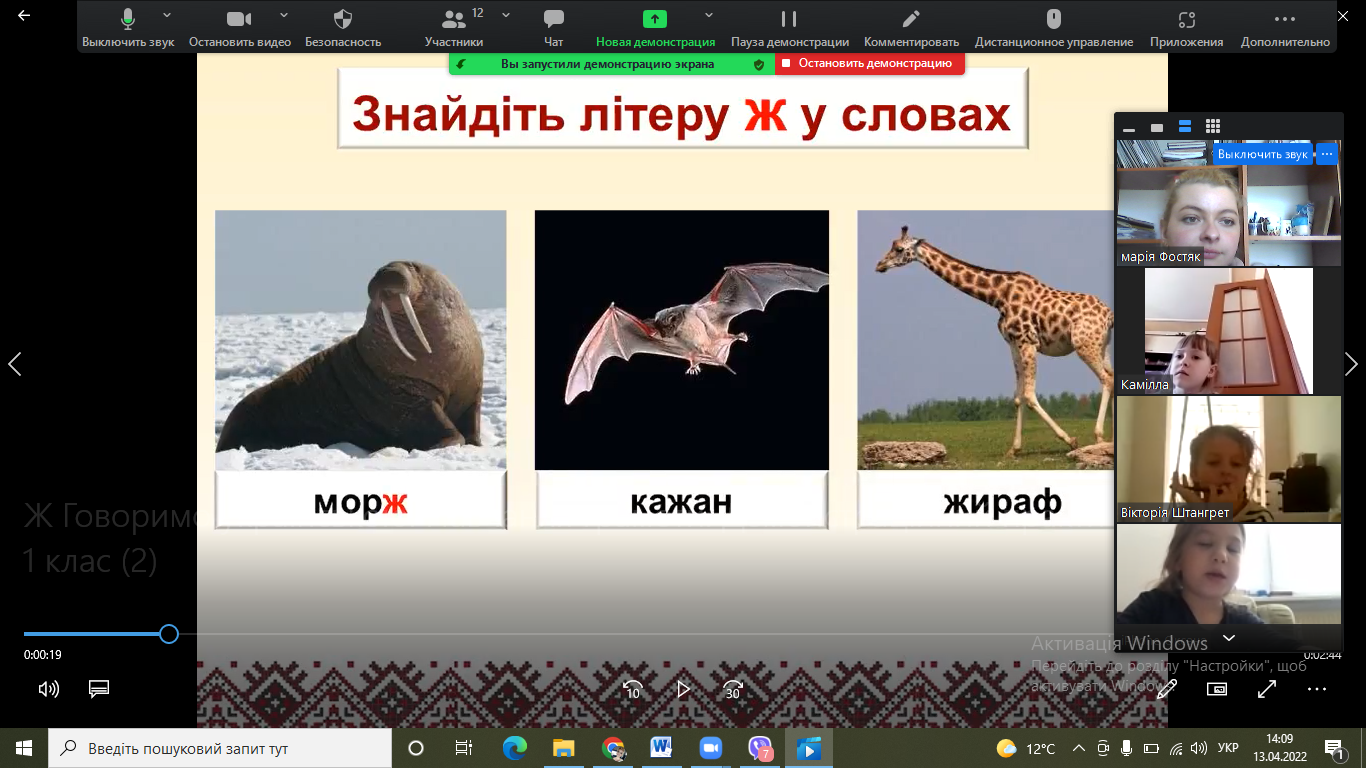 12
Выключить звук
Остановить видео
Безопасность
Участники
Чат
Новая демонстрация
Пауза демонстрации
Комментировать
Дистанционное управление
Приложения
Дополнительно
Вы запустили демонстрацию экрана
Остановить демонстрацию
Знайдіть літеру Ж у словах
Выключить звук
марія Фостяк
Камілла
Вікторія Штангрет
морж
кажан
жираф
Ж Говоримо
1 клас (2)
0:00:19
0:02:44
Активація Windows
Перейдіть до розділу "Настройки", щоб
активувати Window
10
30
Введіть пошуковий запит тут
7
12°C
УКР
14:09
13.04.2022
1